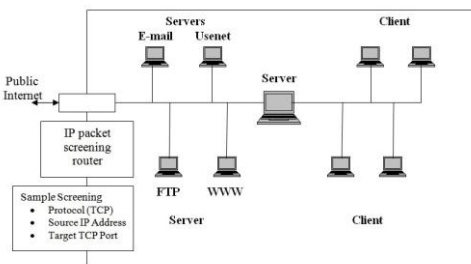 Servers
Client
E-mail Usenet
Server
Public
Internet
IP packet
screening
router
FTP WWW
Sample Screening
• Protocol (TCP)
• Source IP Address
• Target TCP Port
Server
Client